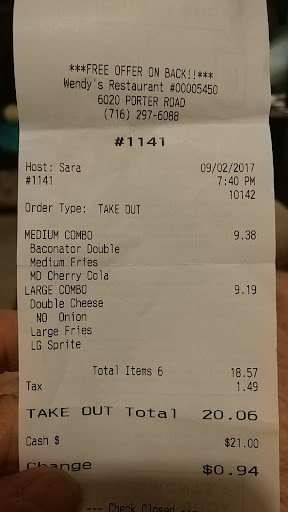 ***FREE OFFER ON BACK!!***
Wendy's Restaurant #00005450
6020 PORTER ROAD
(716) 297-6088
#1141
Host: Sara 09/02/2017
#1141 7:40 PM
10142
Order Type: TAKE OUT
MEDIUM COMBO 9.38
Baconator Double
Medium Fries
MD Cherry Cola
LARGE COMBO 9.19
Double Cheese
NO Onion
Large Fries
LG Sprite
Total Items 6 18.57
Tax 1.49
TAKE OUT Total 20.06
Cash $ $21.00
Change $0.94
--- Check Closed ---